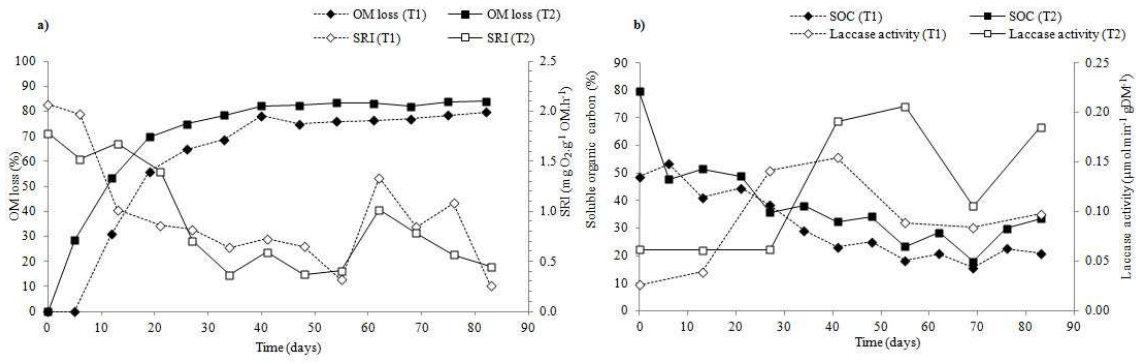 a)
OM loss (T1)
OM loss (T2)
SRI (T1)
SRI (T2)
100
90
80
70
60
50
40
30
20
10
0
OM loss (%)
2.5
2.0
1.5
1.0
0.5
0.0
SRI (mg O₂·g⁻¹ OM.h⁻¹)
0 10 20 30 40 50 60 70 80 90
Time (days)
b)
SOC (T1)
SOC (T2)
Laccase activity (T1)
Laccase activity (T2)
90
80
70
60
50
40
30
20
10
0
Soluble organic carbon (%)
0.25
0.20
0.15
0.10
0.05
0.00
Laccase activity (µmol min⁻¹ gDM⁻¹)
0 10 20 30 40 50 60 70 80 90
Time (days)